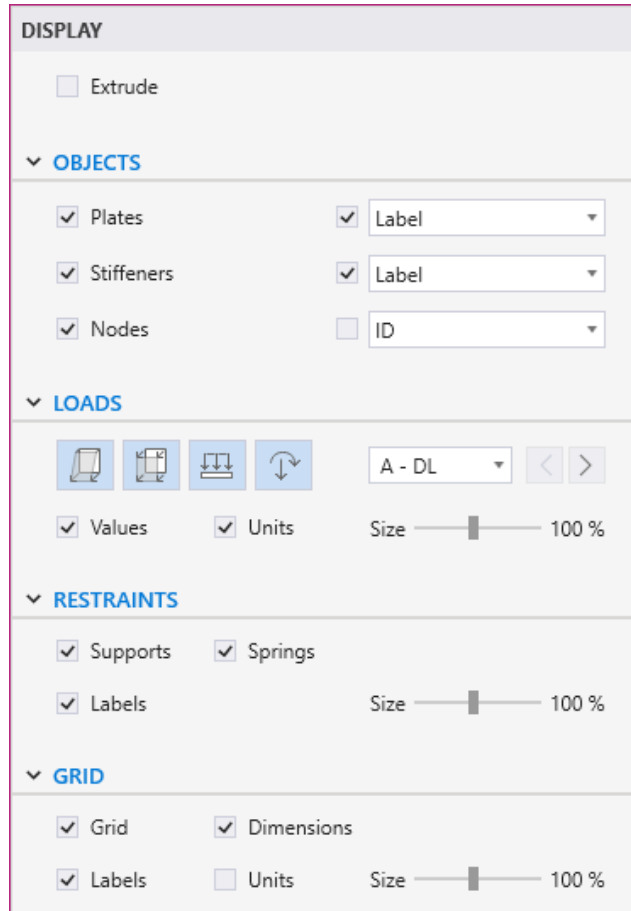 DISPLAY
Extrude
OBJECTS
Plates Label
Stiffeners Label
Nodes ID
LOADS
A - DL
Values Units Size 100 %
RESTRAINTS
Supports Springs
Labels Size 100 %
GRID
Grid Dimensions
Labels Units Size 100 %